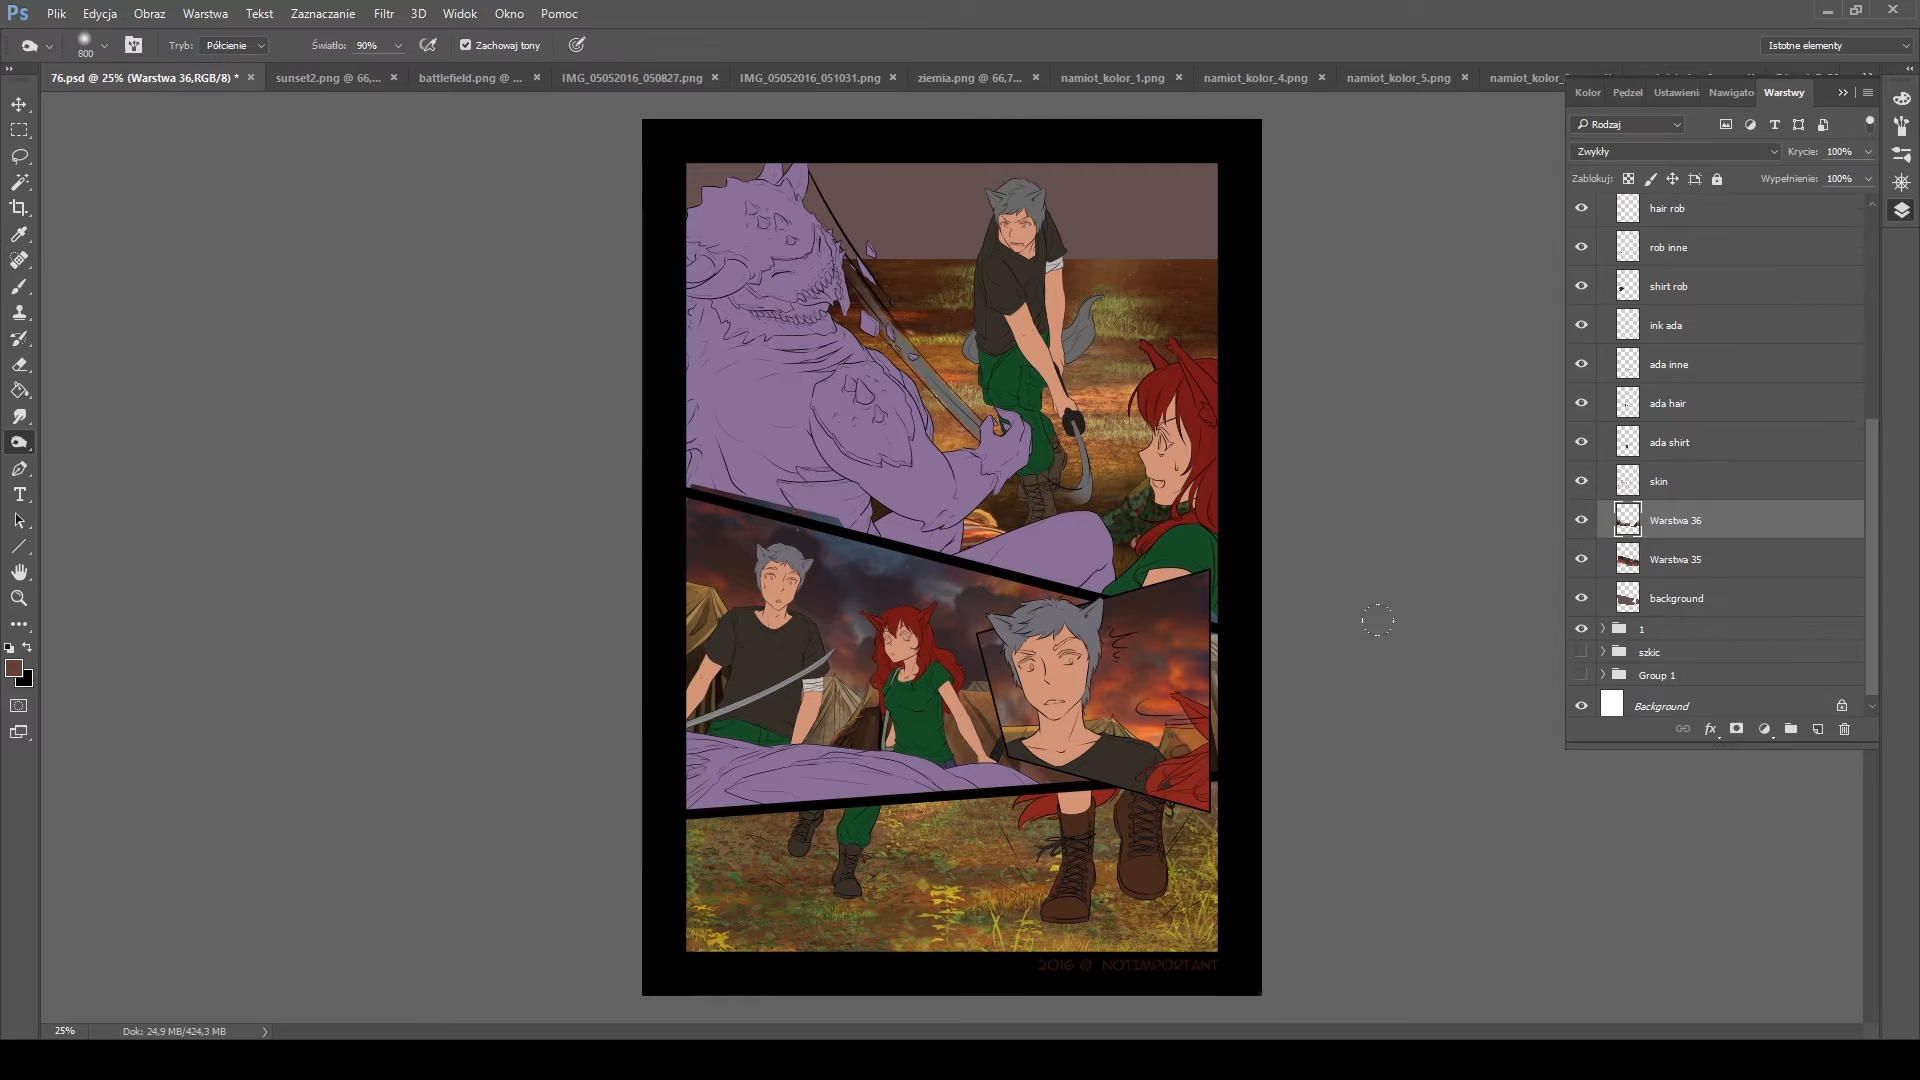 Ps Plik Edycja Obraz Warstwa Tekst Zaznaczanie Filtr 3D Widok Okno Pomoc
800 Tryb: Półcienie Światło: 90% Zachowaj tony Istotne elementy
76.psd @ 25% (Warstwa 36,RGB/8) * sunset2.png @ 66,... battlefield.png @ ... IMG_05052016_050827.png IMG_05052016_051031.png ziemia.png @ 66,7... namiot_kolor_1.png namiot_kolor_4.png namiot_kolor_5.png namiot_kolor_
Kolor Pędzel Ustawieni Nawigato Warstwy
Rodzaj
Zwykły Krycie: 100%
Zablokuj: Wypełnienie: 100%
hair rob
rob inne
shirt rob
ink ada
ada inne
ada hair
ada shirt
skin
Warstwa 36
Warstwa 35
background
1
szkic
Group 1
Background
fx
2016 © NOTIMPORTANT
25% Dok: 24,9 MB/424,3 MB